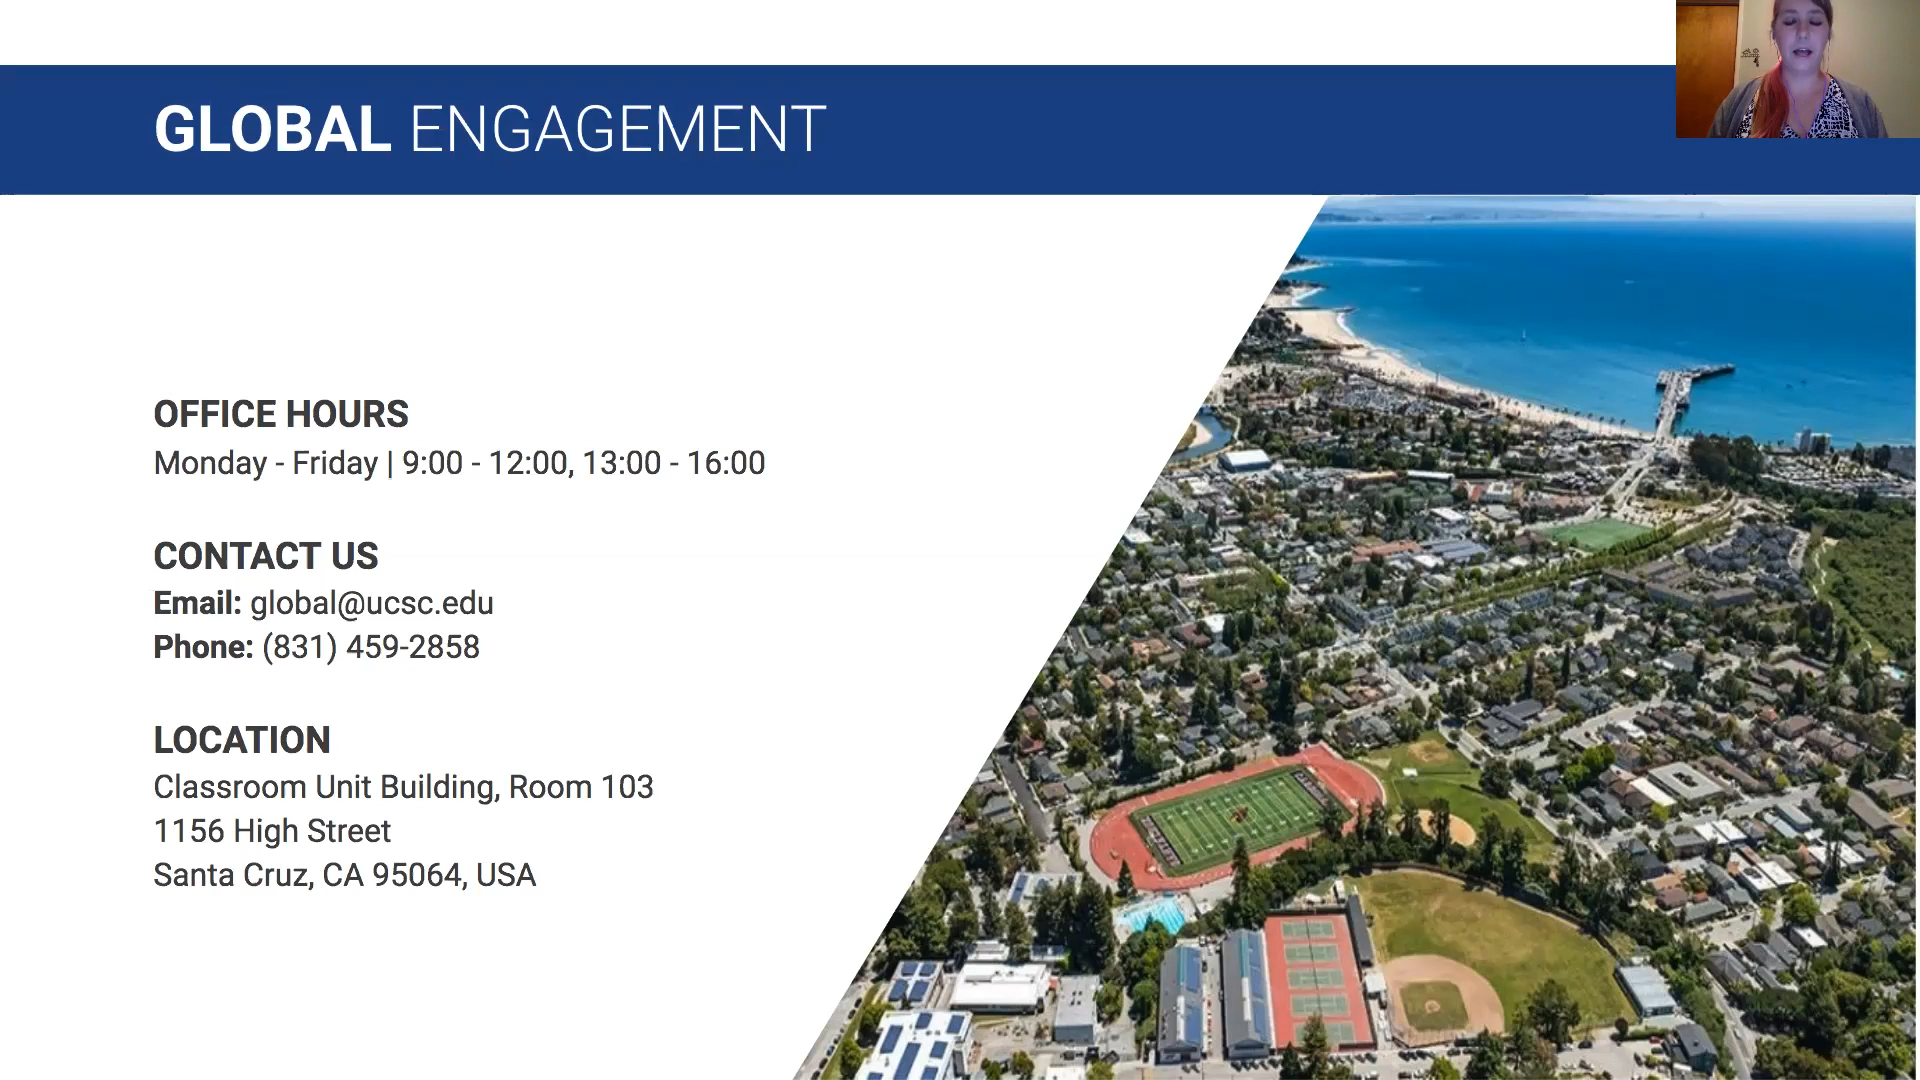 GLOBAL ENGAGEMENT
OFFICE HOURS
Monday - Friday | 9:00 - 12:00, 13:00 - 16:00
CONTACT US
Email: global@ucsc.edu
Phone: (831) 459-2858
LOCATION
Classroom Unit Building, Room 103
1156 High Street
Santa Cruz, CA 95064, USA